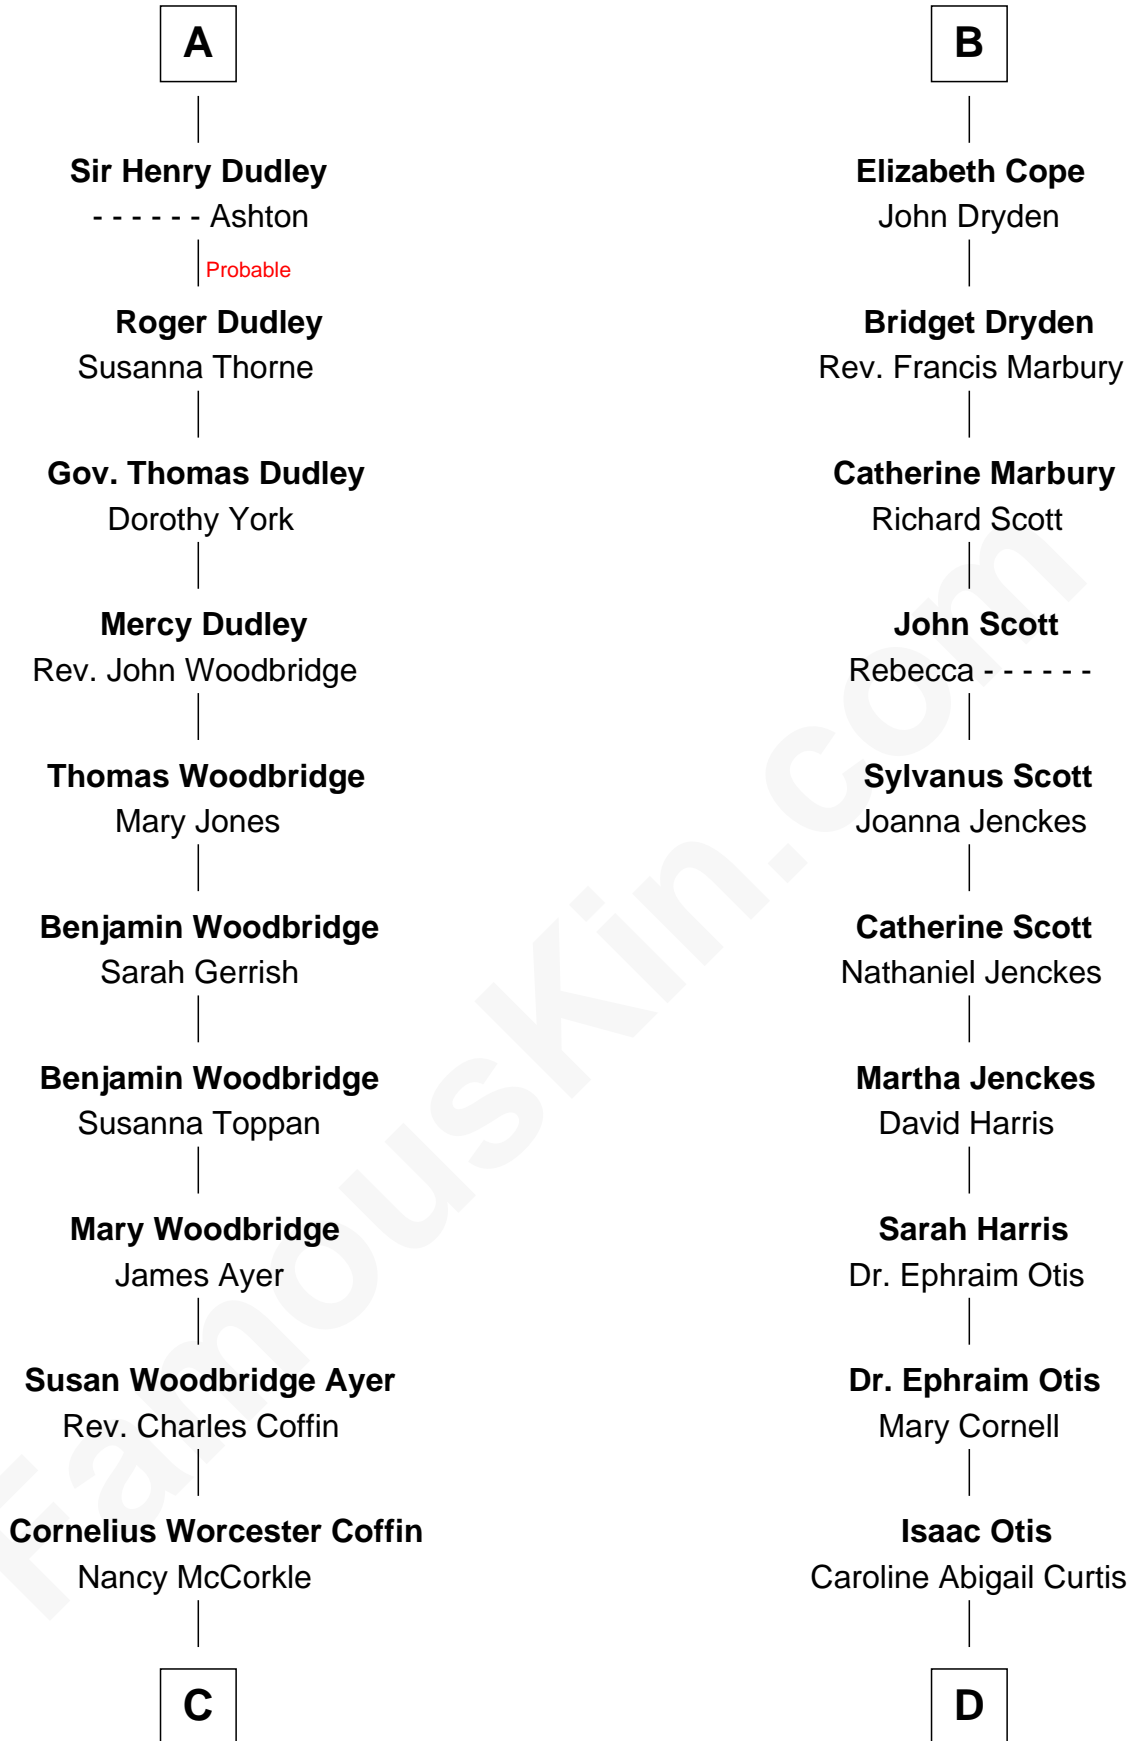 A
Sir Henry Dudley
- - - - - - Ashton
Probable
Roger Dudley
Susanna Thorne
Gov. Thomas Dudley
Dorothy York
Mercy Dudley
Rev. John Woodbridge
Thomas Woodbridge
Mary Jones
Benjamin Woodbridge
Sarah Gerrish
Benjamin Woodbridge
Susanna Toppan
Mary Woodbridge
James Ayer
Susan Woodbridge Ayer
Rev. Charles Coffin
Cornelius Worcester Coffin
Nancy McCorkle
C
B
Elizabeth Cope
John Dryden
Bridget Dryden
Rev. Francis Marbury
Catherine Marbury
Richard Scott
John Scott
Rebecca - - - - - -
Sylvanus Scott
Joanna Jenckes
Catherine Scott
Nathaniel Jenckes
Martha Jenckes
David Harris
Sarah Harris
Dr. Ephraim Otis
Dr. Ephraim Otis
Mary Cornell
Isaac Otis
Caroline Abigail Curtis
D
FamousKin.com